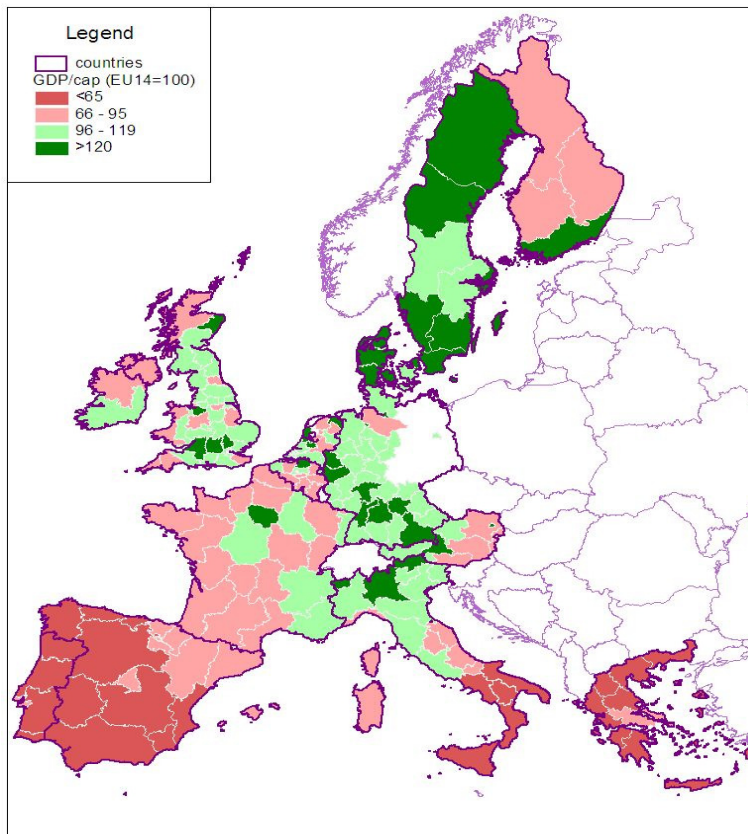 Legend
countries
GDP/cap (EU14=100)
<65
66 - 95
96 - 119
>120